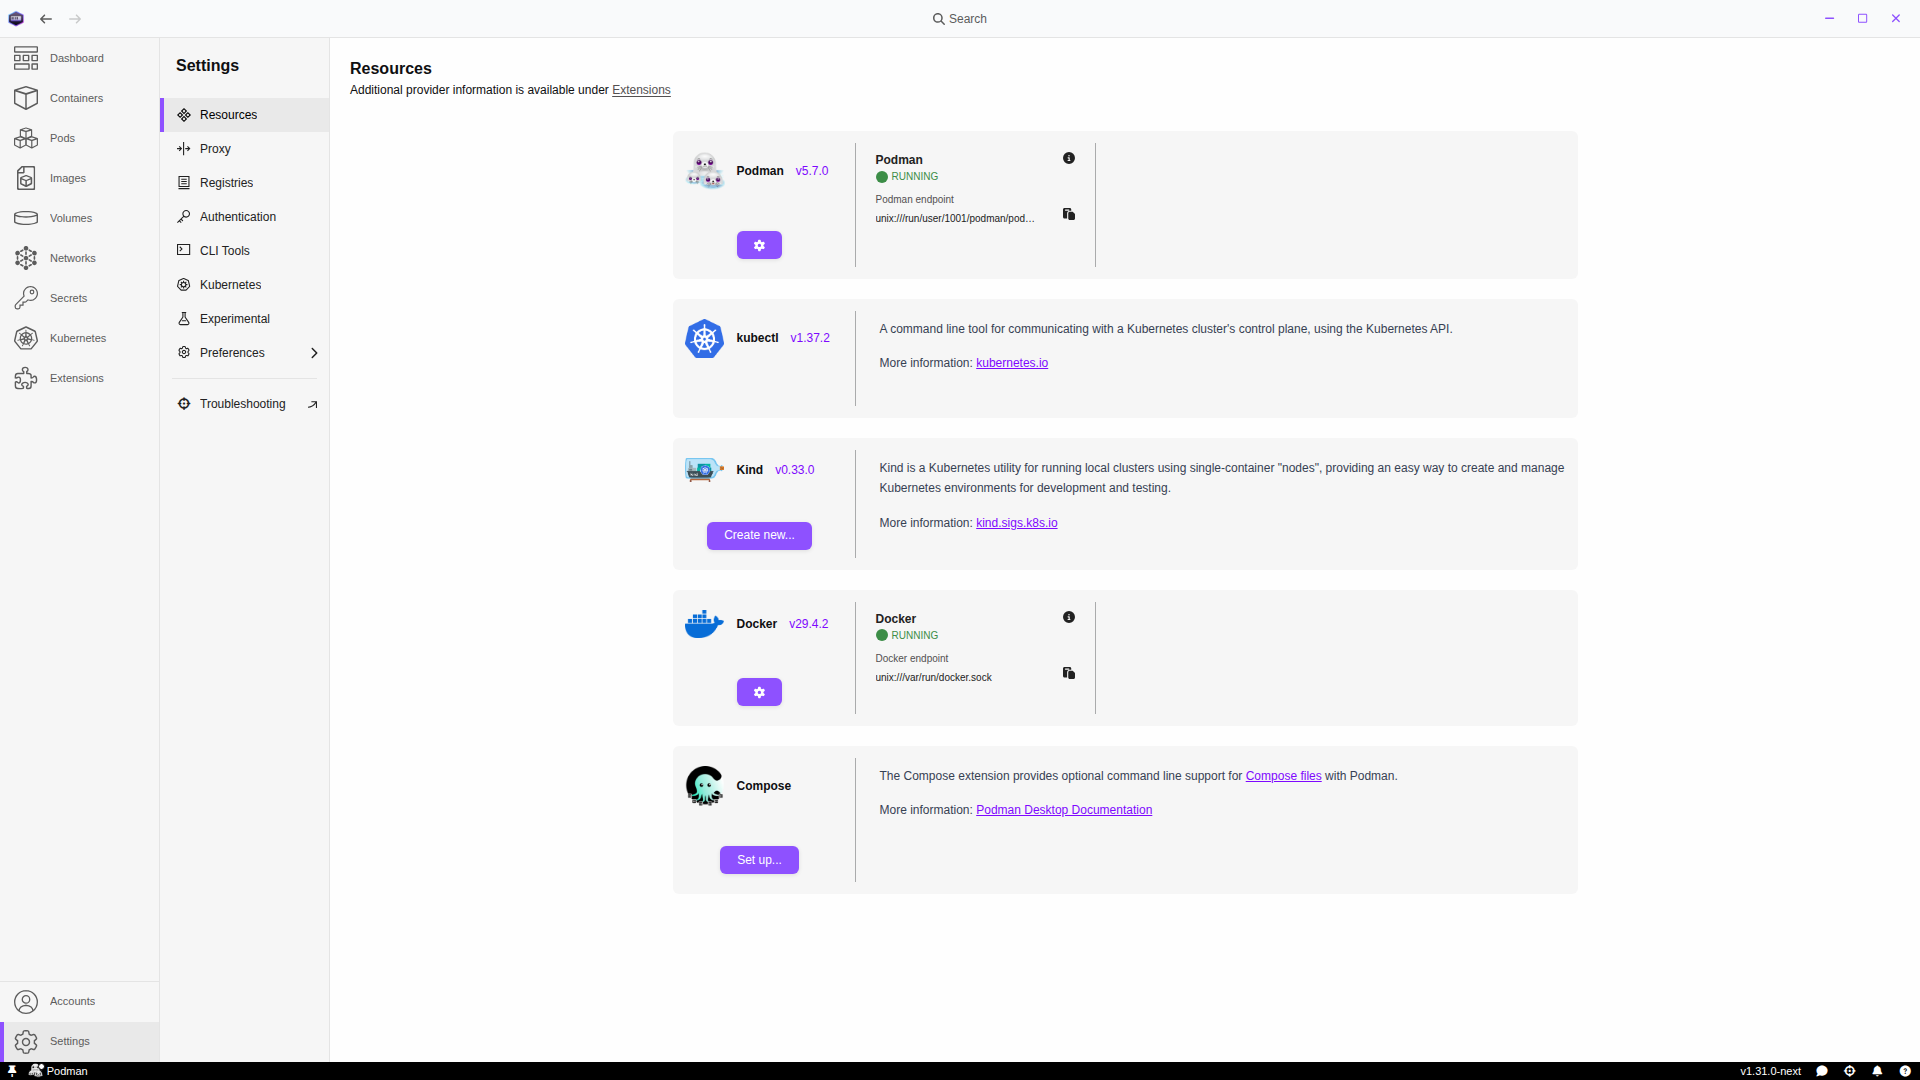 Search
Dashboard
Containers
Pods
Images
Volumes
Networks
Secrets
Kubernetes
Extensions
Accounts
Settings
Settings
Resources
Proxy
Registries
Authentication
CLI Tools
Kubernetes
Experimental
Preferences
Troubleshooting
Resources
Additional provider information is available under Extensions
Podman v5.7.0
Podman
RUNNING
Podman endpoint
unix:///run/user/1001/podman/pod...
kubectl v1.37.2
A command line tool for communicating with a Kubernetes cluster's control plane, using the Kubernetes API.
More information: kubernetes.io
Kind v0.33.0
Create new...
Kind is a Kubernetes utility for running local clusters using single-container "nodes", providing an easy way to create and manage
Kubernetes environments for development and testing.
More information: kind.sigs.k8s.io
Docker v29.4.2
Docker
RUNNING
Docker endpoint
unix:///var/run/docker.sock
Compose
Set up...
The Compose extension provides optional command line support for Compose files with Podman.
More information: Podman Desktop Documentation
Podman
v1.31.0-next